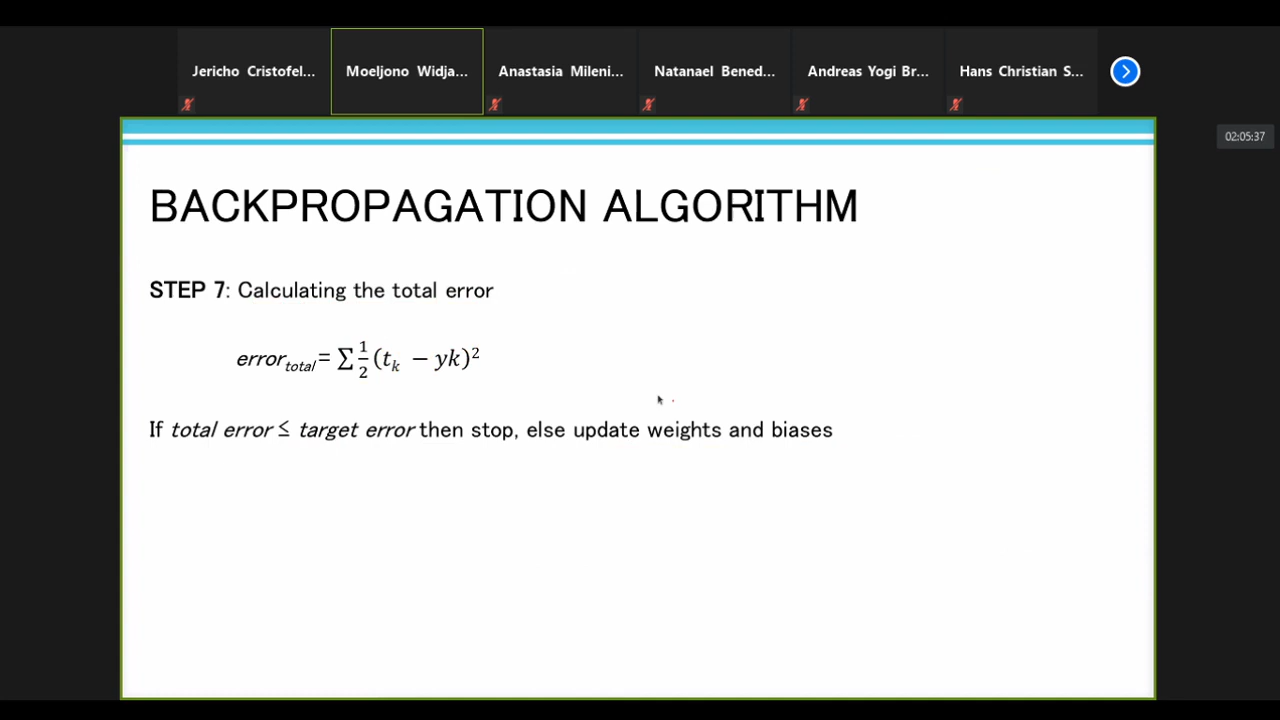 Jericho Cristofel...
Moeljono Widja...
Anastasia Mileni...
Natanael Bened...
Andreas Yogi Br...
Hans Christian S...
02:05:37
BACKPROPAGATION ALGORITHM
STEP 7: Calculating the total error
error_total = ∑ 1/2 (t_k − yk)²
If total error ≤ target error then stop, else update weights and biases